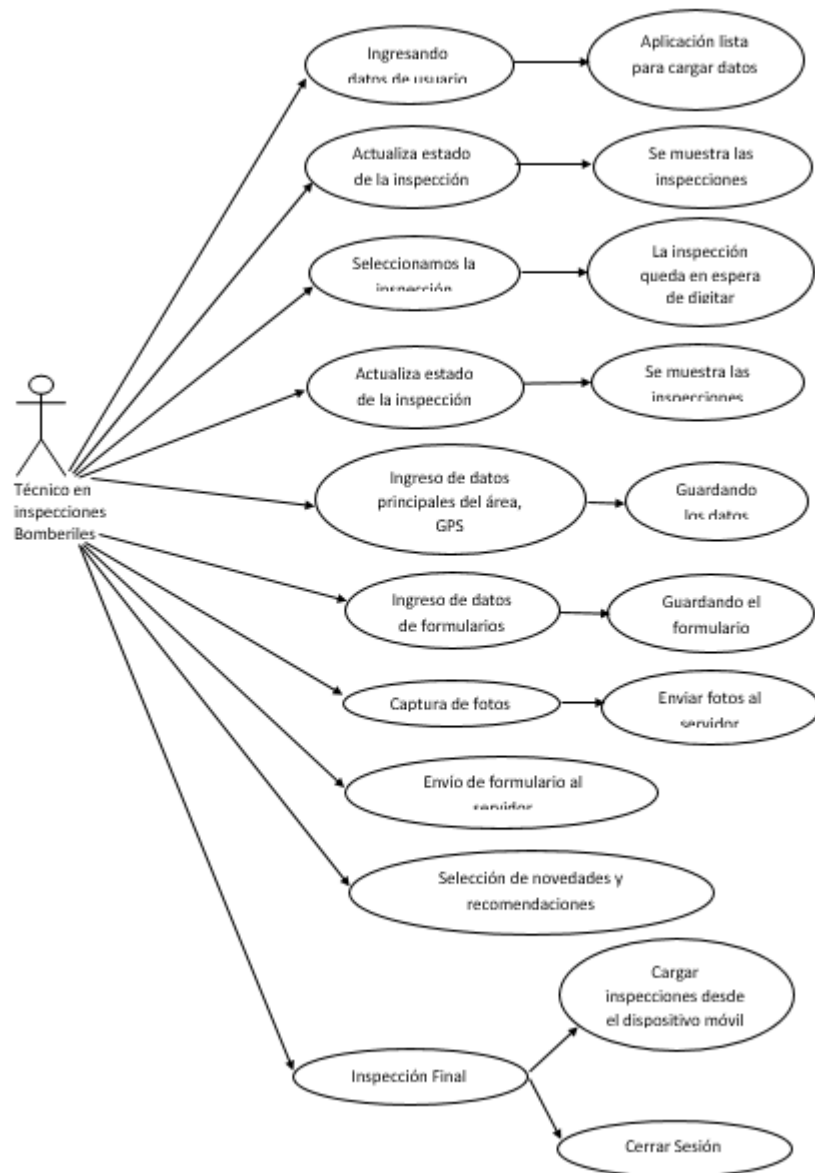 Ingresando
datos de usuario
Aplicación lista
para cargar datos
Actualiza estado
de la inspección
Se muestra las
inspecciones
Seleccionamos la
inspección
La inspección
queda en espera
de digitar
Actualiza estado
de la inspección
Se muestra las
inspecciones
Técnico en
inspecciones
Bomberiles
Ingreso de datos
principales del área,
GPS
Guardando
los datos
Ingreso de datos
de formularios
Guardando el
formulario
Captura de fotos
Enviar fotos al
servidor
Envío de formulario al
servidor
Selección de novedades y
recomendaciones
Cargar
inspecciones desde
el dispositivo móvil
Inspección Final
Cerrar Sesión